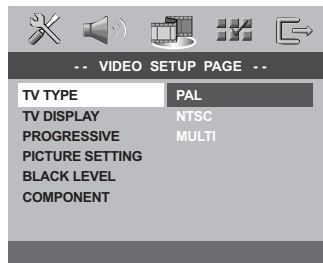 -- VIDEO SETUP PAGE --
TV TYPE PAL
TV DISPLAY NTSC
PROGRESSIVE MULTI
PICTURE SETTING
BLACK LEVEL
COMPONENT